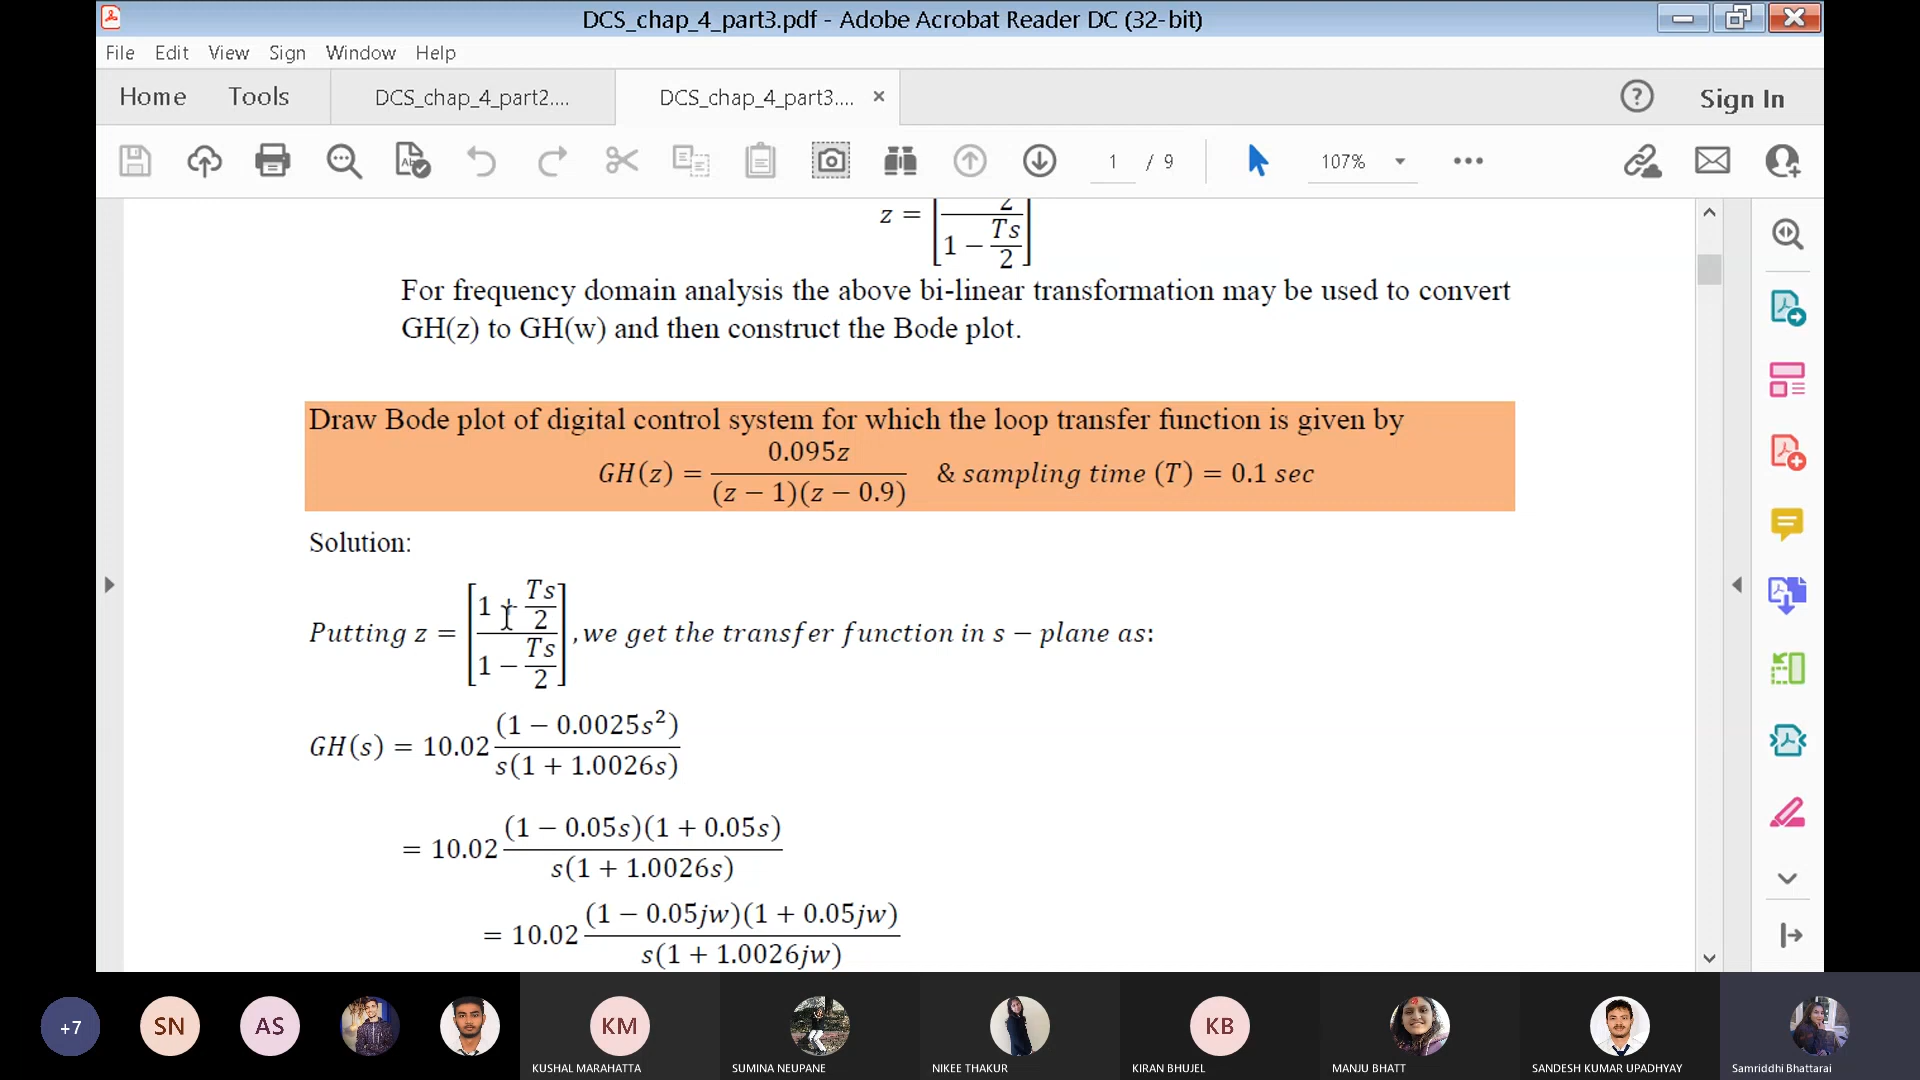 DCS_chap_4_part3.pdf - Adobe Acrobat Reader DC (32-bit)
File Edit View Sign Window Help
Home Tools DCS_chap_4_part2.... DCS_chap_4_part3.... × ? Sign In
1 / 9 107%
z = [2 / 1 − Ts/2]
For frequency domain analysis the above bi-linear transformation may be used to convert
GH(z) to GH(w) and then construct the Bode plot.
Draw Bode plot of digital control system for which the loop transfer function is given by
GH(z) = 0.095z / (z − 1)(z − 0.9) & sampling time (T) = 0.1 sec
Solution:
Putting z = [1 + Ts/2 / 1 − Ts/2], we get the transfer function in s − plane as:
GH(s) = 10.02 (1 − 0.0025s²) / s(1 + 1.0026s)
= 10.02 (1 − 0.05s)(1 + 0.05s) / s(1 + 1.0026s)
= 10.02 (1 − 0.05jw)(1 + 0.05jw) / s(1 + 1.0026jw)
+7 SN AS KM KB
KUSHAL MARAHATTA SUMINA NEUPANE NIKEE THAKUR KIRAN BHUJEL MANJU BHATT SANDESH KUMAR UPADHYAY Samriddhi Bhattarai